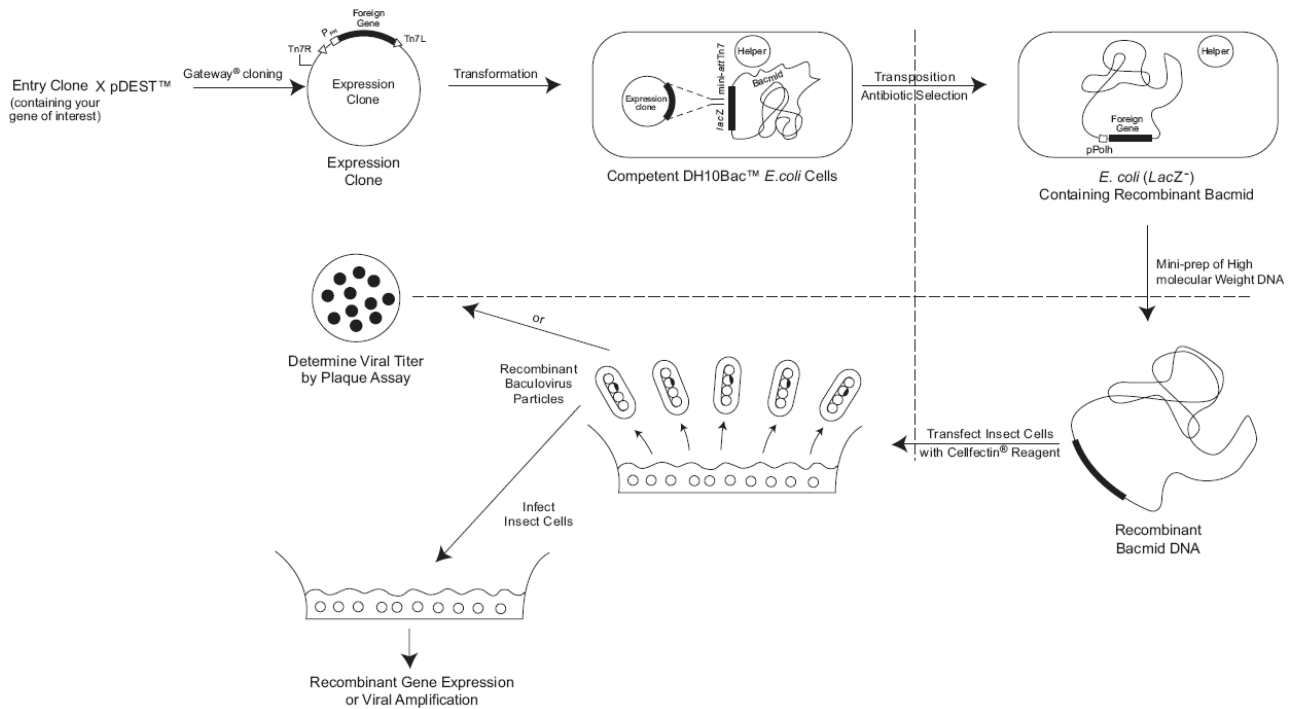 Entry Clone X pDEST™
(containing your
gene of interest)
Gateway® cloning
Tn7R
PPH
Foreign
Gene
Tn7L
Expression
Clone
Expression
Clone
Transformation
Helper
Expression
clone
lacZ mini-attTn7
Bacmid
Competent DH10Bac™ E.coli Cells
Transposition
Antibiotic Selection
Helper
Foreign
Gene
pPolh
E. coli (LacZ-)
Containing Recombinant Bacmid
Mini-prep of High
molecular Weight DNA
Recombinant
Bacmid DNA
Transfect Insect Cells
with Cellfectin® Reagent
Recombinant
Baculovirus
Particles
or
Determine Viral Titer
by Plaque Assay
Infect
Insect Cells
Recombinant Gene Expression
or Viral Amplification